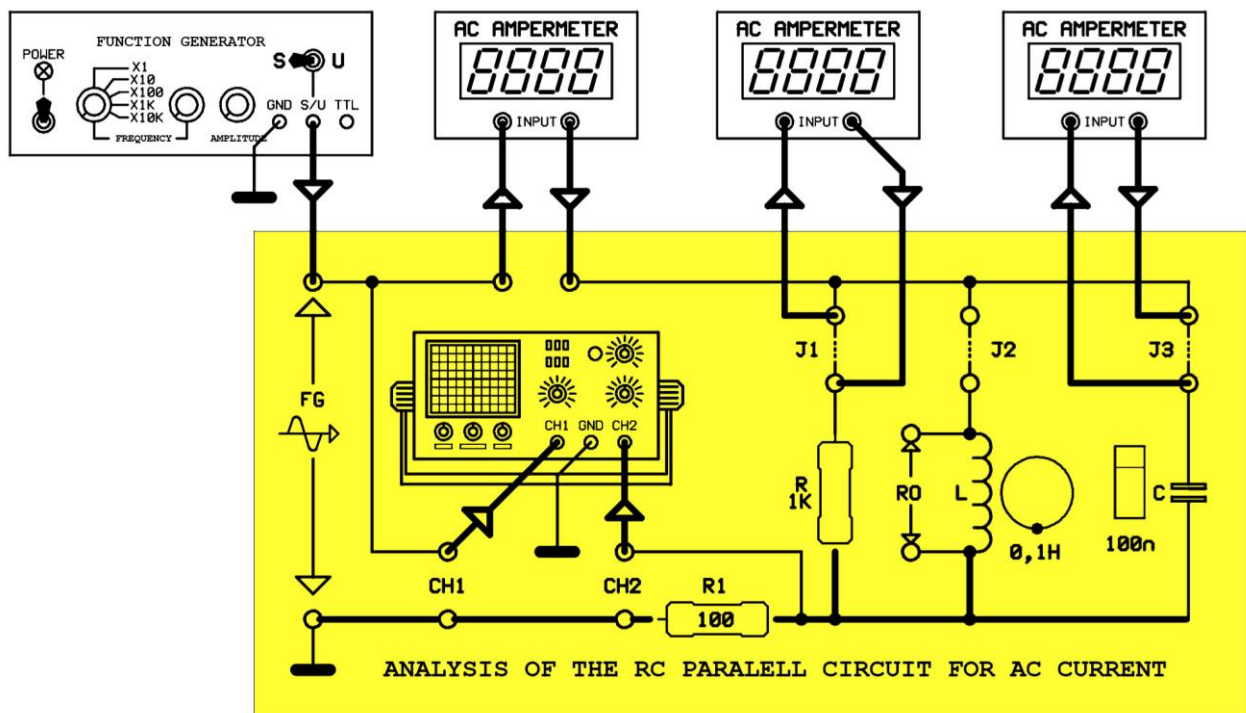 FUNCTION GENERATOR
POWER
X1
X10
X100
X1K
X10K
FREQUENCY
AMPLITUDE
S U
GND S/U TTL
AC AMPERMETER
8888
INPUT
AC AMPERMETER
8888
INPUT
AC AMPERMETER
8888
INPUT
FG
CH1 GND CH2
CH1
CH2
R1
100
J1
J2
J3
R
1K
RO
L
0,1H
100n
C
ANALYSIS OF THE RC PARALELL CIRCUIT FOR AC CURRENT